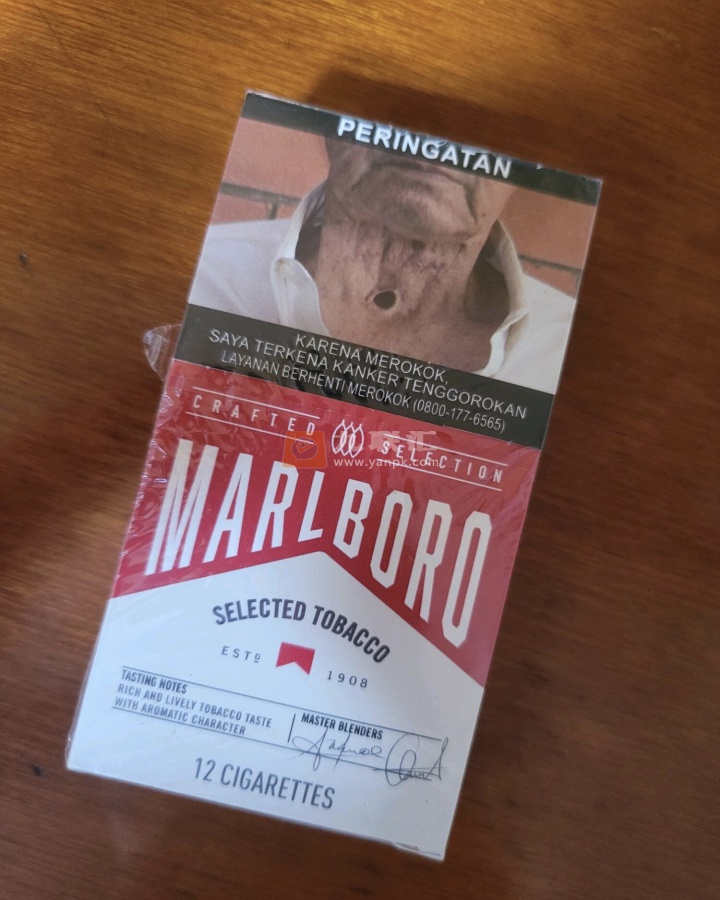 PERINGATAN
KARENA MEROKOK,
SAYA TERKENA KANKER TENGGOROKAN
LAYANAN BERHENTI MEROKOK (0800-177-6565)
CRAFTED SELECTION
www.yanpk.com
MARLBORO
SELECTED TOBACCO
ESTD 1908
TASTING NOTES
RICH AND LIVELY TOBACCO TASTE
WITH AROMATIC CHARACTER
MASTER BLENDERS
12 CIGARETTES